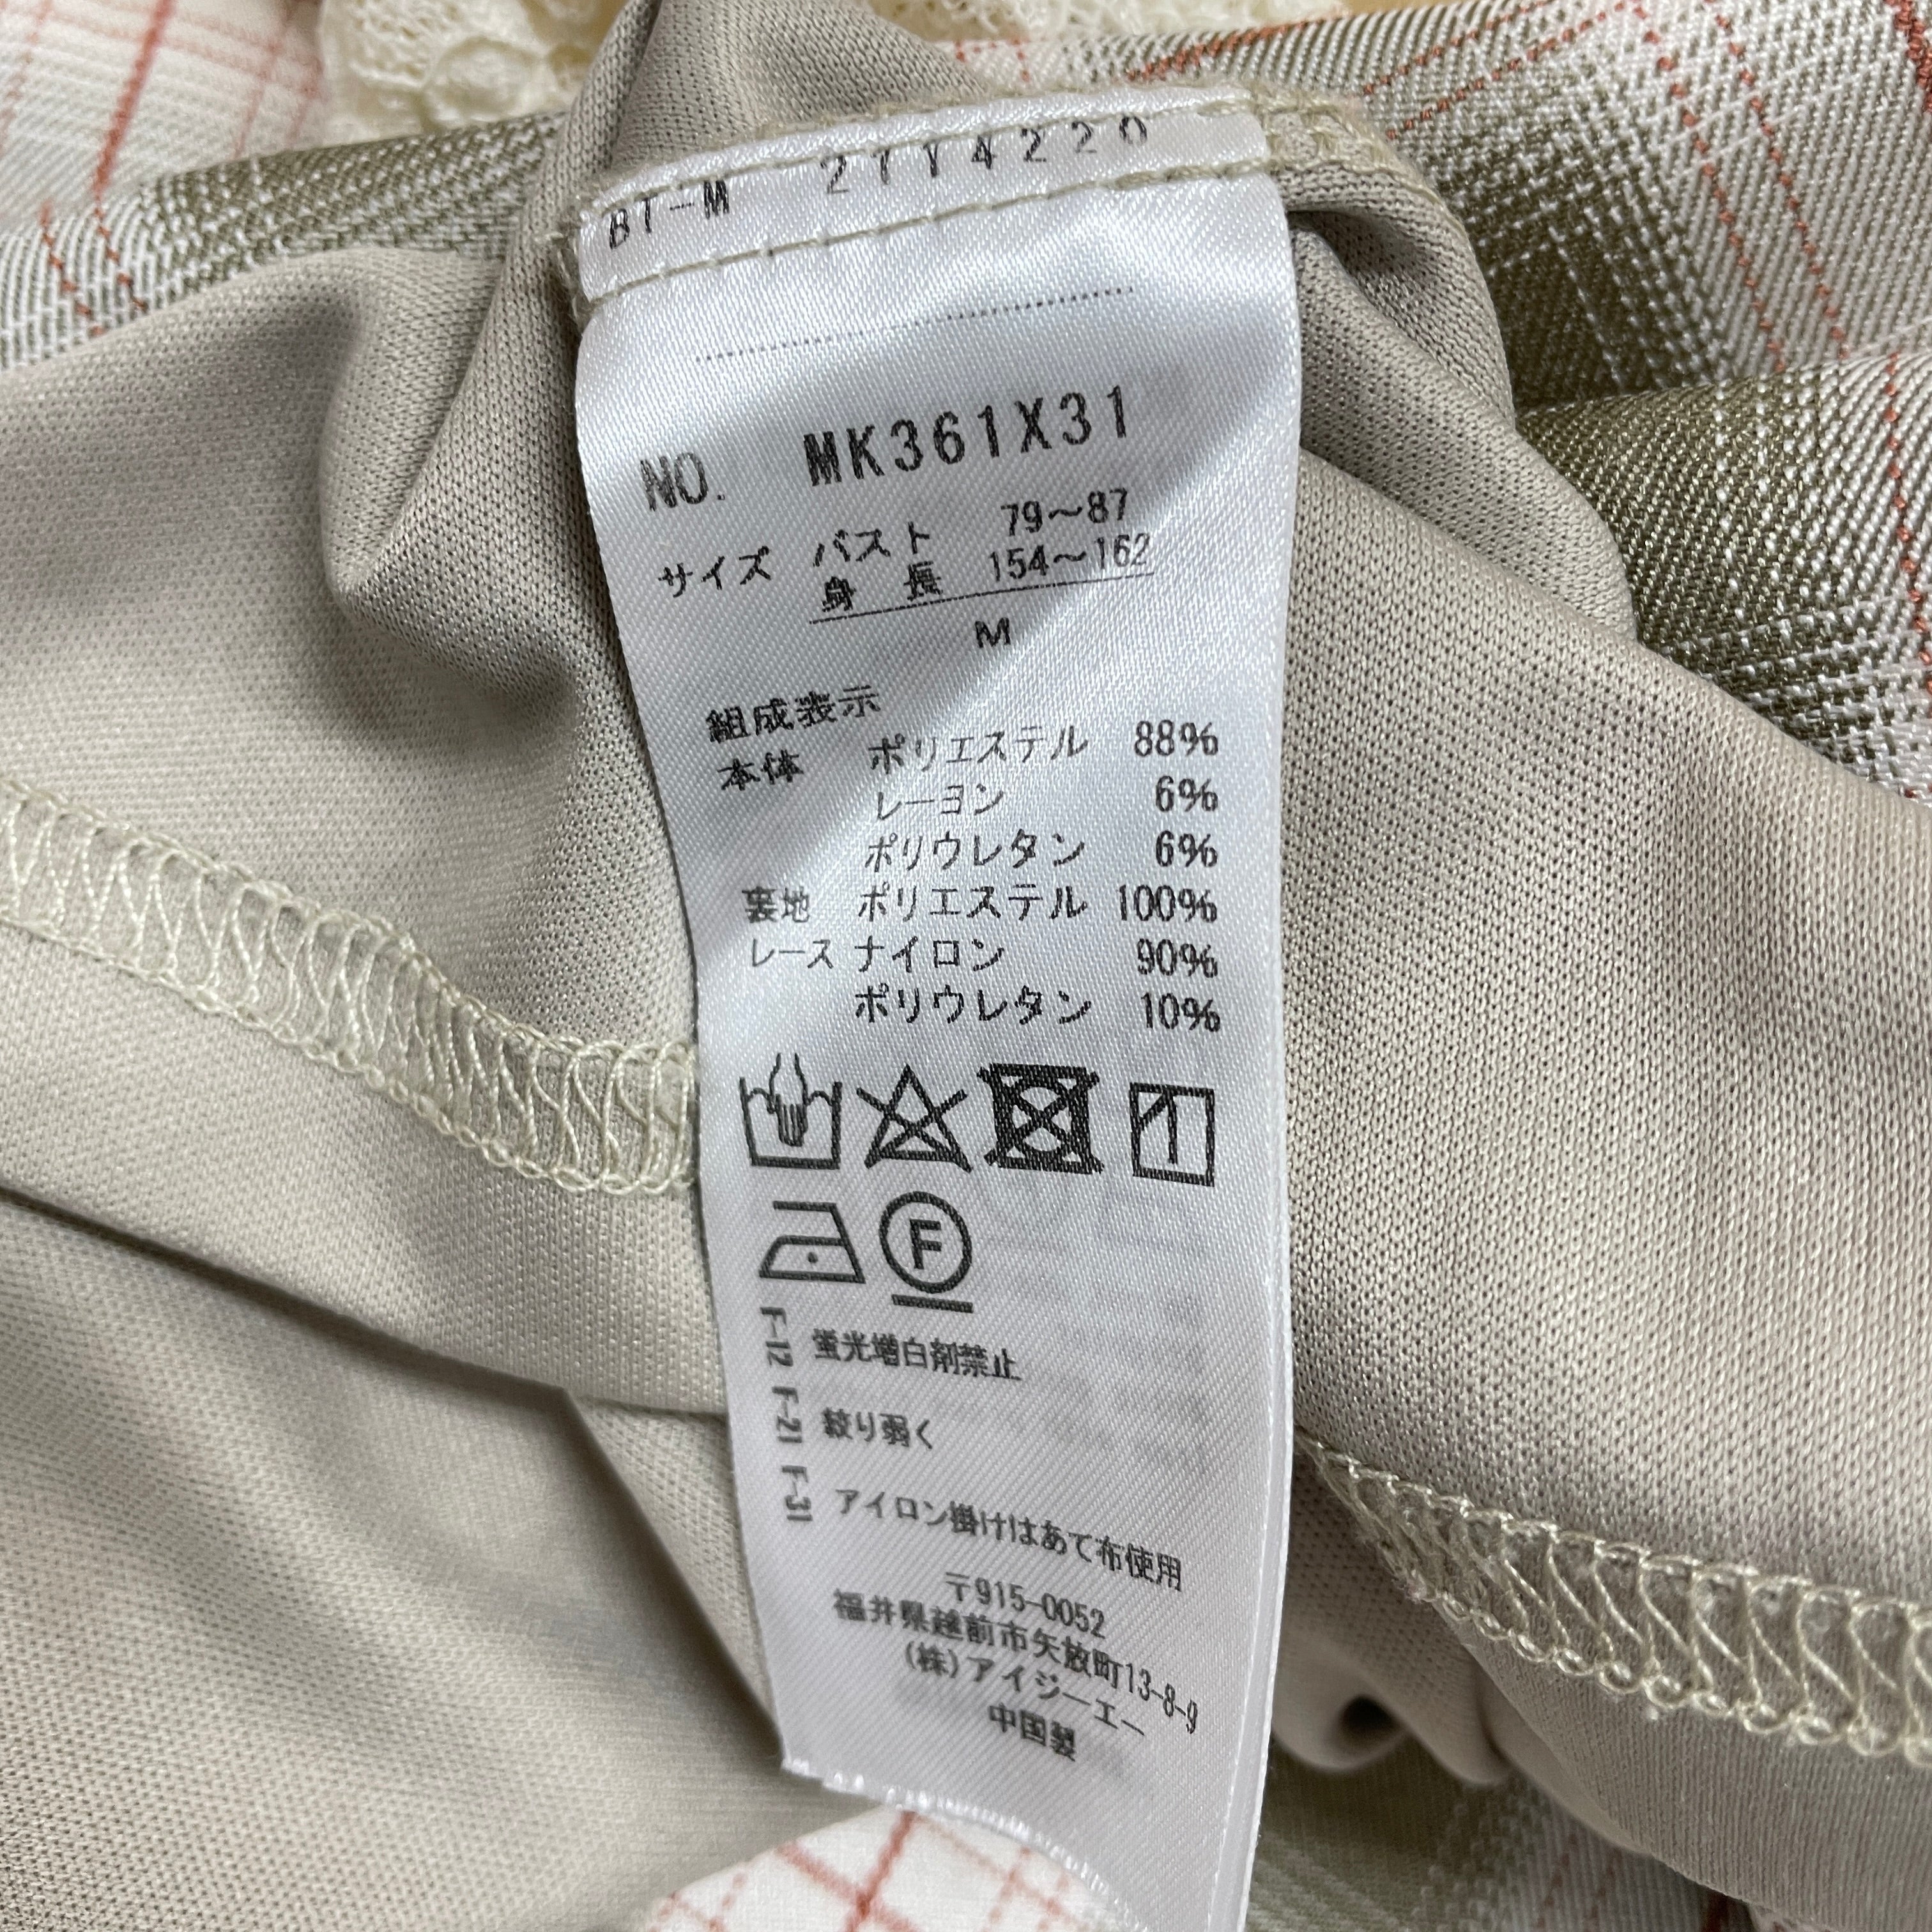 BT-M 2114220
NO. MK361X31
サイズ バスト 79～87
身 長 154～162
M
組成表示
本体 ポリエステル 88%
レーヨン 6%
ポリウレタン 6%
裏地 ポリエステル 100%
レース ナイロン 90%
ポリウレタン 10%
F
F-12 蛍光増白剤禁止
F-21 絞り弱く
F-31 アイロン掛けはあて布使用
〒915-0052
福井県越前市矢放町13-8-9
(株)アイジーエー
中国製